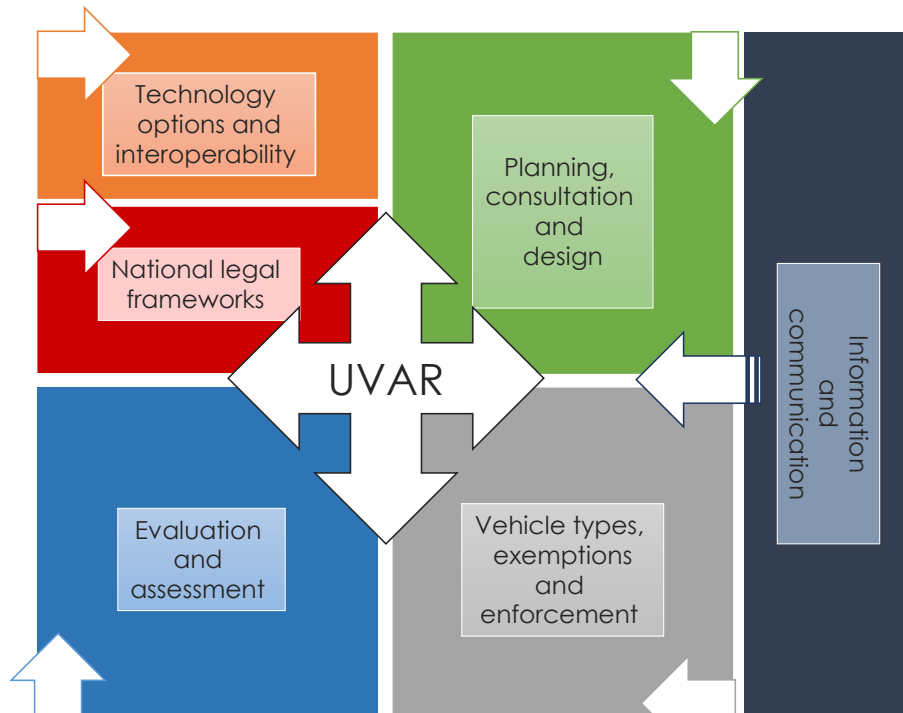 Technology
options and
interoperability
Planning,
consultation
and
design
National legal
frameworks
UVAR
Information
and
communication
Evaluation
and
assessment
Vehicle types,
exemptions
and
enforcement